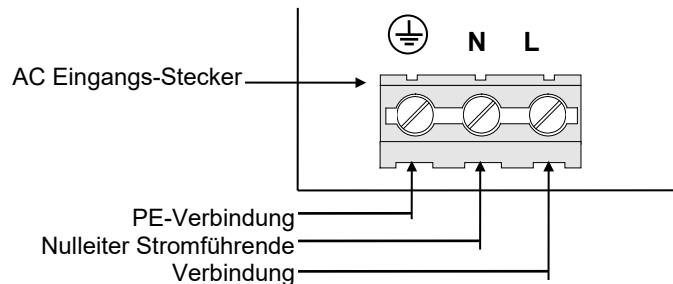 N L
AC Eingangs-Stecker
PE-Verbindung
Nulleiter Stromführende
Verbindung